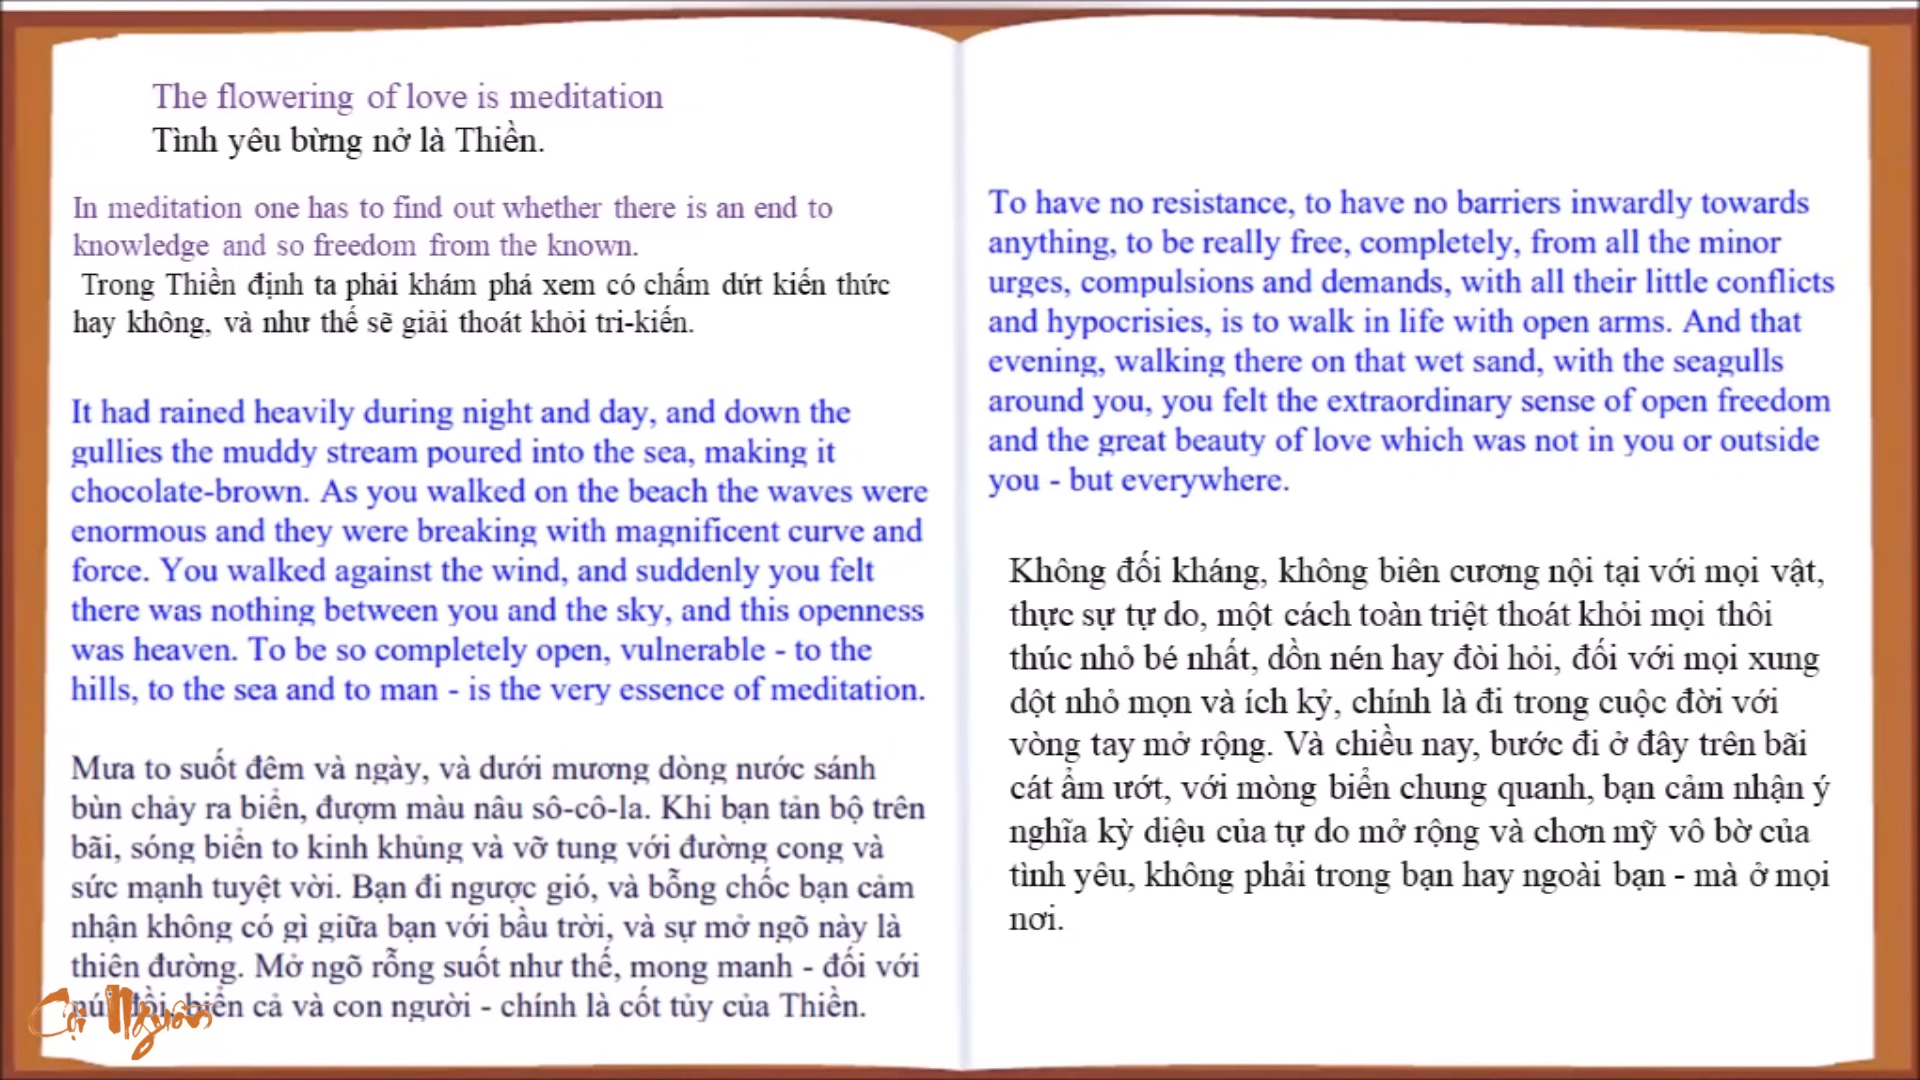 The flowering of love is meditation
Tình yêu bừng nở là Thiền.
In meditation one has to find out whether there is an end to
knowledge and so freedom from the known.
Trong Thiền định ta phải khám phá xem có chấm dứt kiến thức
hay không, và như thế sẽ giải thoát khỏi tri-kiến.
It had rained heavily during night and day, and down the
gullies the muddy stream poured into the sea, making it
chocolate-brown. As you walked on the beach the waves were
enormous and they were breaking with magnificent curve and
force. You walked against the wind, and suddenly you felt
there was nothing between you and the sky, and this openness
was heaven. To be so completely open, vulnerable - to the
hills, to the sea and to man - is the very essence of meditation.
Mưa to suốt đêm và ngày, và dưới mương dòng nước sánh
bùn chảy ra biển, đượm màu nâu sô-cô-la. Khi bạn tản bộ trên
bãi, sóng biển to kinh khủng và vỡ tung với đường cong và
sức mạnh tuyệt vời. Bạn đi ngược gió, và bỗng chốc bạn cảm
nhận không có gì giữa bạn với bầu trời, và sự mở ngõ này là
thiên đường. Mở ngõ rỗng suốt như thế, mong manh - đối với
núi đồi, biển cả và con người - chính là cốt tủy của Thiền.
Cội Nguồn
To have no resistance, to have no barriers inwardly towards
anything, to be really free, completely, from all the minor
urges, compulsions and demands, with all their little conflicts
and hypocrisies, is to walk in life with open arms. And that
evening, walking there on that wet sand, with the seagulls
around you, you felt the extraordinary sense of open freedom
and the great beauty of love which was not in you or outside
you - but everywhere.
Không đối kháng, không biên cương nội tại với mọi vật,
thực sự tự do, một cách toàn triệt thoát khỏi mọi thôi
thúc nhỏ bé nhất, dồn nén hay đòi hỏi, đối với mọi xung
dột nhỏ mọn và ích kỷ, chính là đi trong cuộc đời với
vòng tay mở rộng. Và chiều nay, bước đi ở đây trên bãi
cát ẩm ướt, với mòng biển chung quanh, bạn cảm nhận ý
nghĩa kỳ diệu của tự do mở rộng và chơn mỹ vô bờ của
tình yêu, không phải trong bạn hay ngoài bạn - mà ở mọi
nơi.